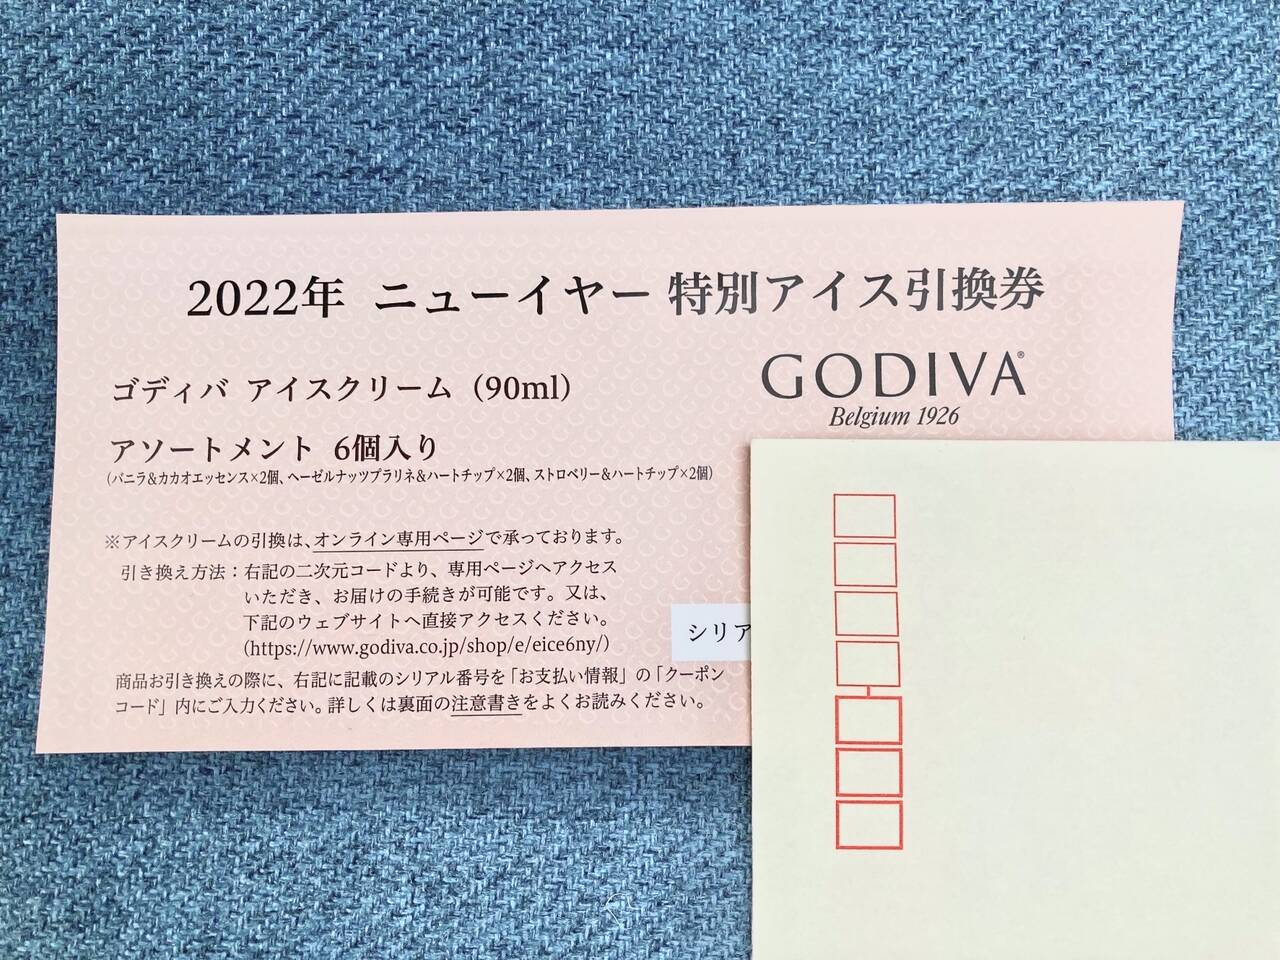 2022年 ニューイヤー 特別アイス引換券
GODIVA®
Belgium 1926
ゴディバ アイスクリーム（90ml）
アソートメント 6個入り
（バニラ&カカオエッセンス×2個、ヘーゼルナッツプラリネ&ハートチップ×2個、ストロベリー&ハートチップ×2個）
※アイスクリームの引換は、オンライン専用ページで承っております。
引き換え方法：右記の二次元コードより、専用ページへアクセス
いただき、お届けの手続きが可能です。又は、
下記のウェブサイトへ直接アクセスください。
（https://www.godiva.co.jp/shop/e/eice6ny/）
シリア
商品お引き換えの際に、右記に記載のシリアル番号を「お支払い情報」の「クーポン
コード」内にご入力ください。詳しくは裏面の注意書きをよくお読みください。